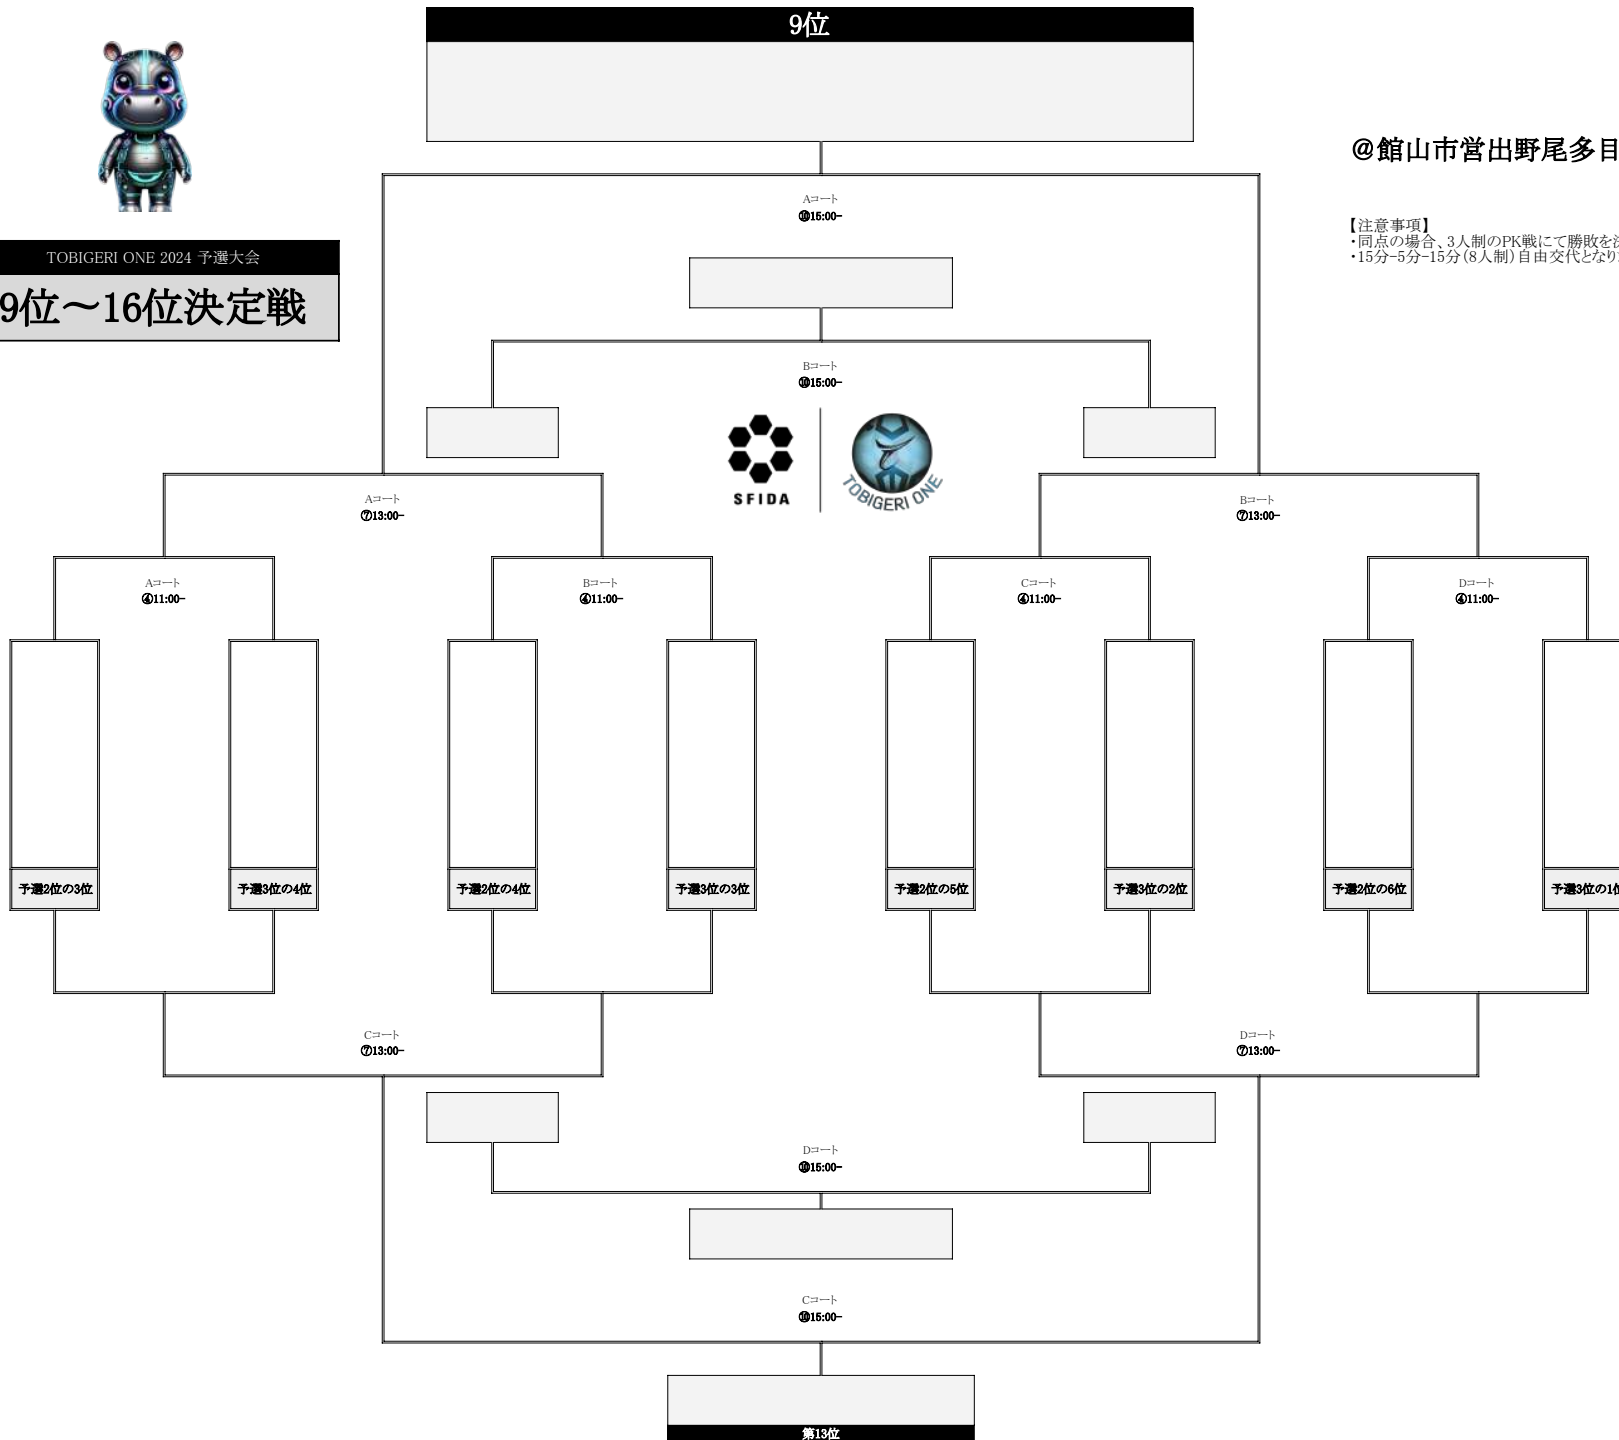 9位
@館山市営出野尾多目
Aコート
⑩15:00-
【注意事項】
・同点の場合、3人制のPK戦にて勝敗を決
・15分-5分-15分(8人制)自由交代となり
TOBIGERI ONE 2024 予選大会
9位～16位決定戦
Bコート
⑩15:00-
SFIDA
TOBIGERI ONE
Aコート
⑦13:00-
Bコート
⑦13:00-
Aコート
④11:00-
Bコート
④11:00-
Cコート
④11:00-
Dコート
④11:00-
予選2位の3位
予選3位の4位
予選2位の4位
予選3位の3位
予選2位の5位
予選3位の2位
予選2位の6位
予選3位の1位
Cコート
⑦13:00-
Dコート
⑦13:00-
Dコート
⑩15:00-
Cコート
⑩15:00-
第13位